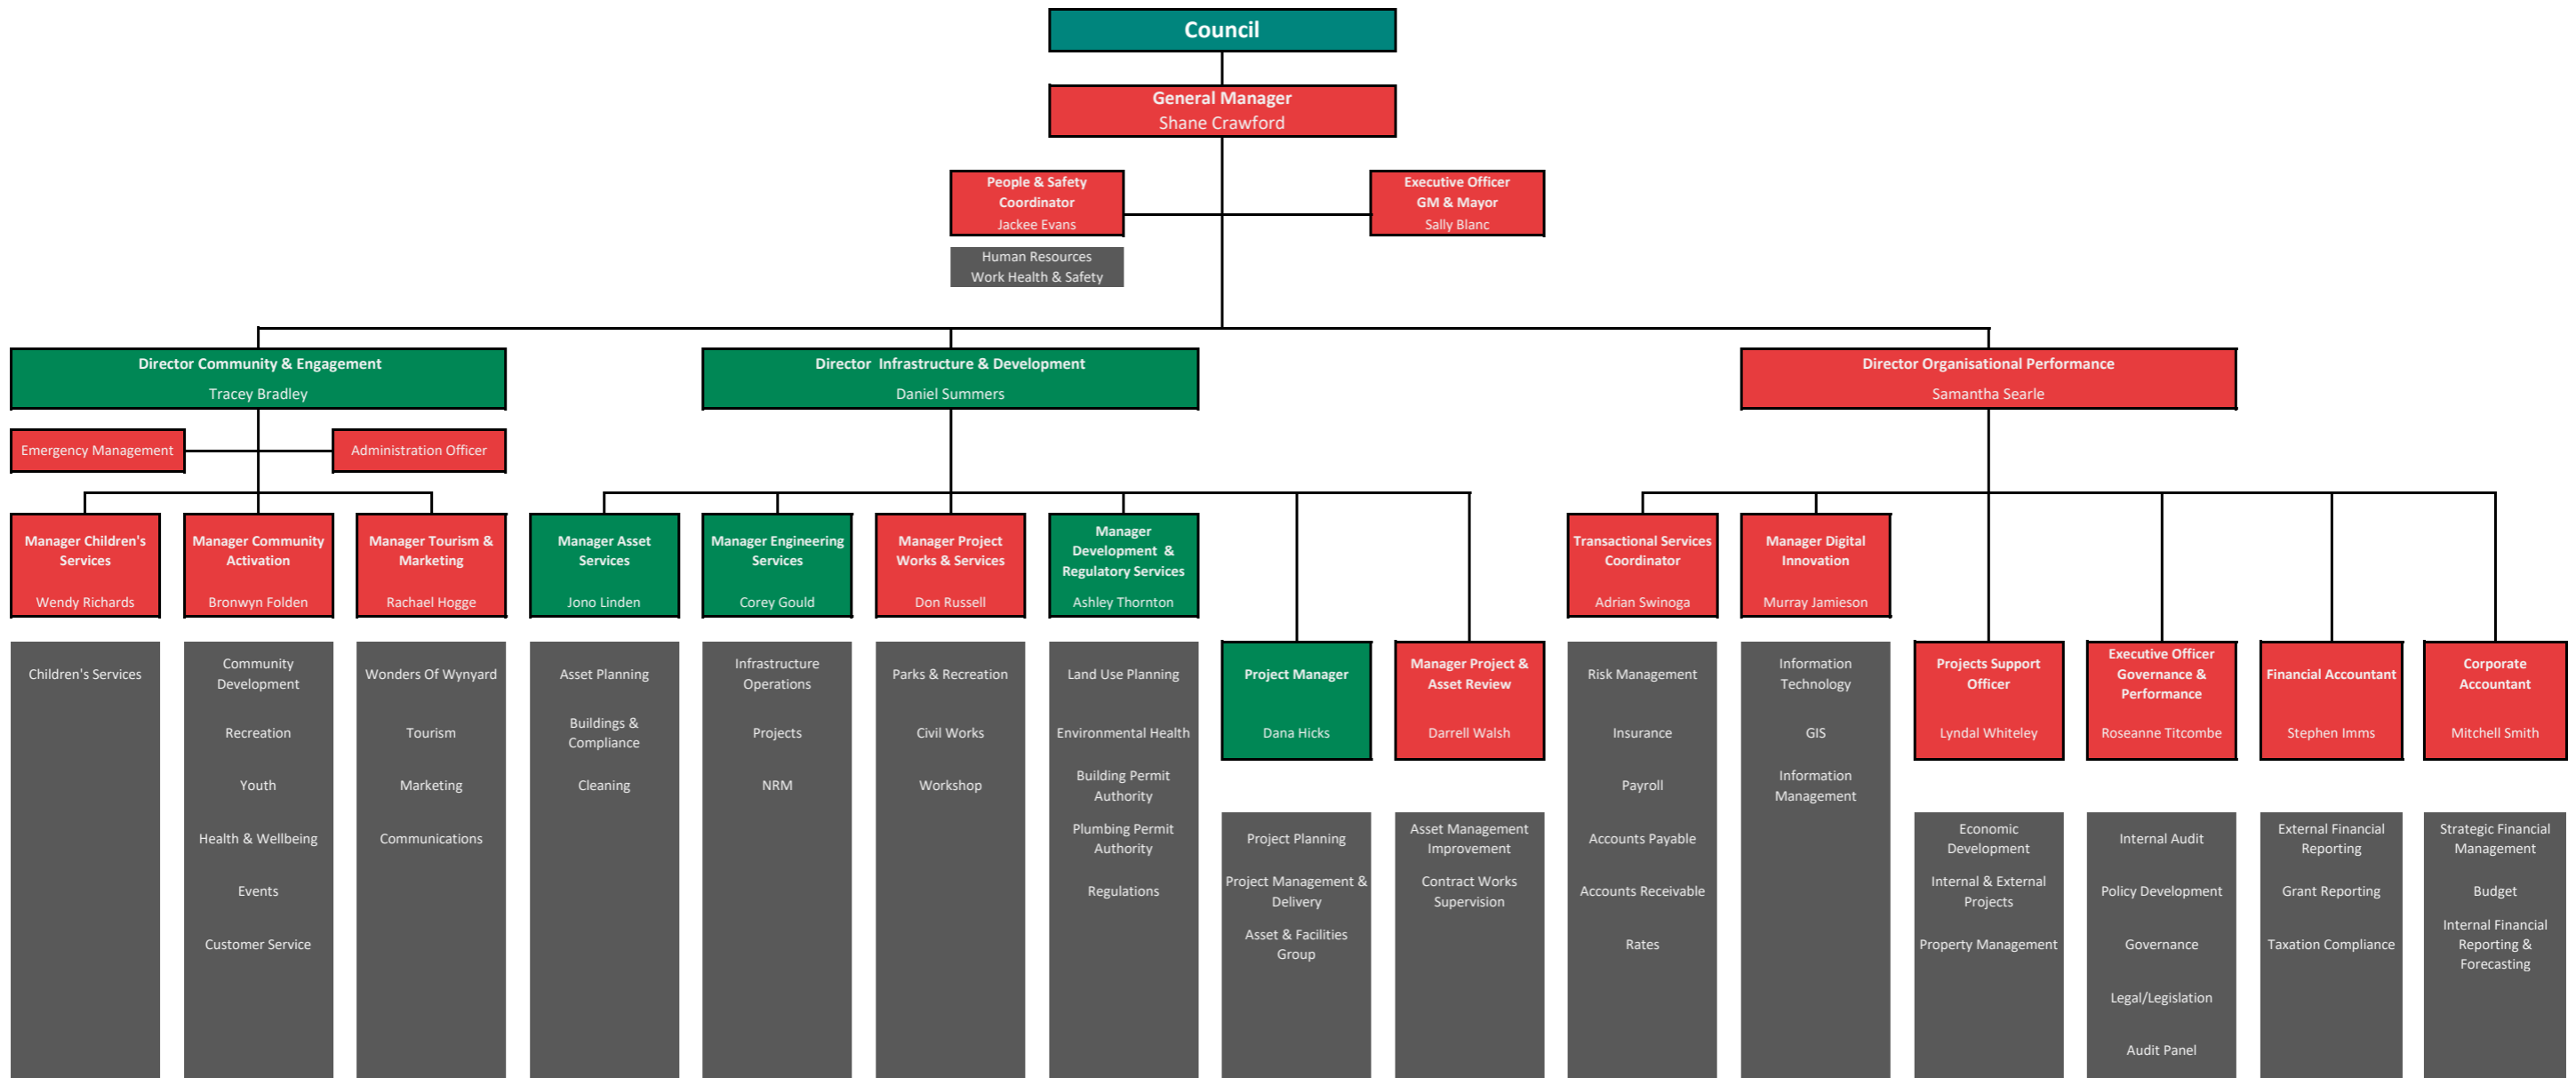 Council
General Manager
Shane Crawford
People & Safety
Coordinator
Jackee Evans
Executive Officer
GM & Mayor
Sally Blanc
Human Resources
Work Health & Safety
Director Community & Engagement
Tracey Bradley
Director Infrastructure & Development
Daniel Summers
Director Organisational Performance
Samantha Searle
Emergency Management
Administration Officer
Manager Children's
Services
Wendy Richards
Manager Community
Activation
Bronwyn Folden
Manager Tourism &
Marketing
Rachael Hogge
Manager Asset
Services
Jono Linden
Manager Engineering
Services
Corey Gould
Manager Project
Works & Services
Don Russell
Manager
Development &
Regulatory Services
Ashley Thornton
Transactional Services
Coordinator
Adrian Swinoga
Manager Digital
Innovation
Murray Jamieson
Children's Services
Community
Development
Recreation
Youth
Health & Wellbeing
Events
Customer Service
Wonders Of Wynyard
Tourism
Marketing
Communications
Asset Planning
Buildings &
Compliance
Cleaning
Infrastructure
Operations
Projects
NRM
Parks & Recreation
Civil Works
Workshop
Land Use Planning
Environmental Health
Building Permit
Authority
Plumbing Permit
Authority
Regulations
Project Manager
Dana Hicks
Project Planning
Project Management &
Delivery
Asset & Facilities
Group
Manager Project &
Asset Review
Darrell Walsh
Asset Management
Improvement
Contract Works
Supervision
Risk Management
Insurance
Payroll
Accounts Payable
Accounts Receivable
Rates
Information
Technology
GIS
Information
Management
Projects Support
Officer
Lyndal Whiteley
Economic
Development
Internal & External
Projects
Property Management
Executive Officer
Governance &
Performance
Roseanne Titcombe
Internal Audit
Policy Development
Governance
Legal/Legislation
Audit Panel
Financial Accountant
Stephen Imms
External Financial
Reporting
Grant Reporting
Taxation Compliance
Corporate
Accountant
Mitchell Smith
Strategic Financial
Management
Budget
Internal Financial
Reporting &
Forecasting